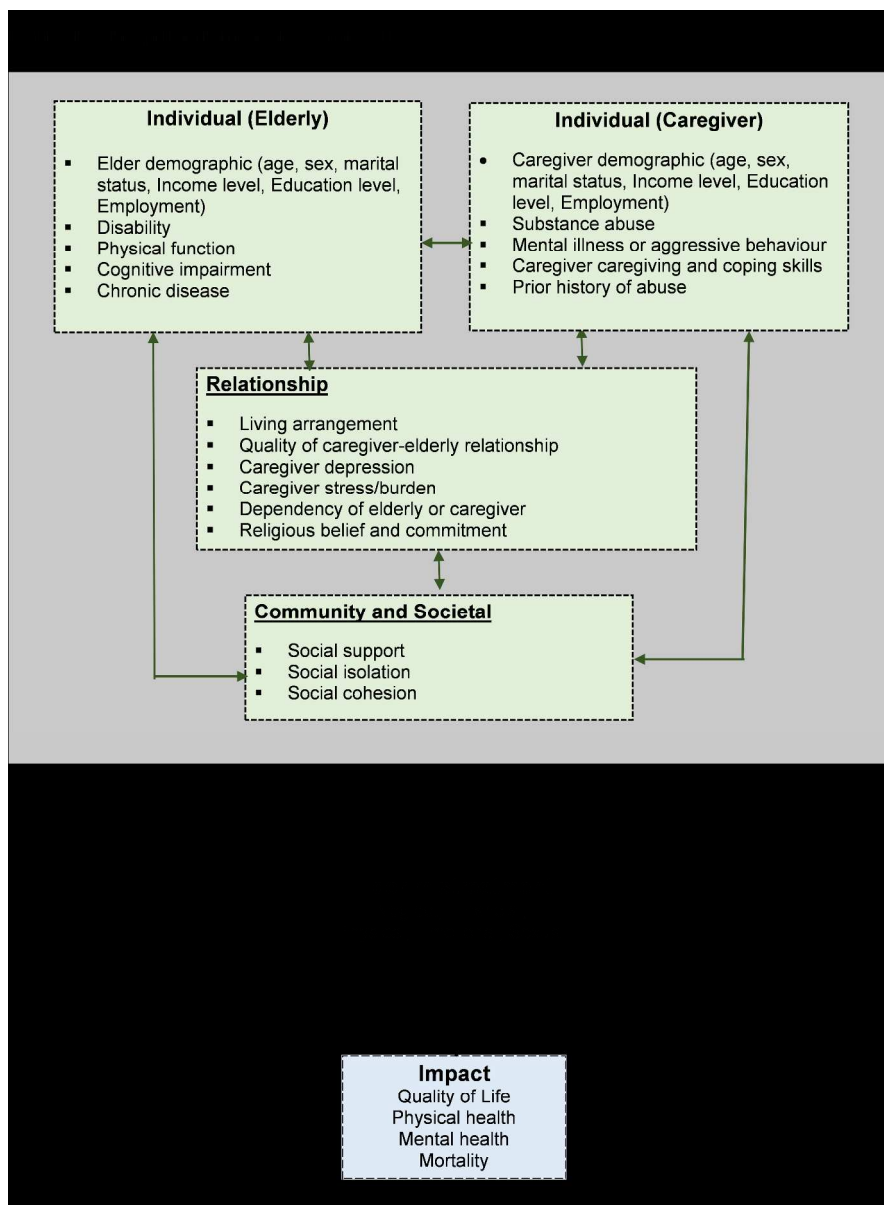 Individual (Elderly)
▪ Elder demographic (age, sex, marital
status, Income level, Education level,
Employment)
▪ Disability
▪ Physical function
▪ Cognitive impairment
▪ Chronic disease
Individual (Caregiver)
• Caregiver demographic (age, sex,
marital status, Income level, Education
level, Employment)
▪ Substance abuse
▪ Mental illness or aggressive behaviour
▪ Caregiver caregiving and coping skills
▪ Prior history of abuse
Relationship
▪ Living arrangement
▪ Quality of caregiver-elderly relationship
▪ Caregiver depression
▪ Caregiver stress/burden
▪ Dependency of elderly or caregiver
▪ Religious belief and commitment
Community and Societal
▪ Social support
▪ Social isolation
▪ Social cohesion
Impact
Quality of Life
Physical health
Mental health
Mortality